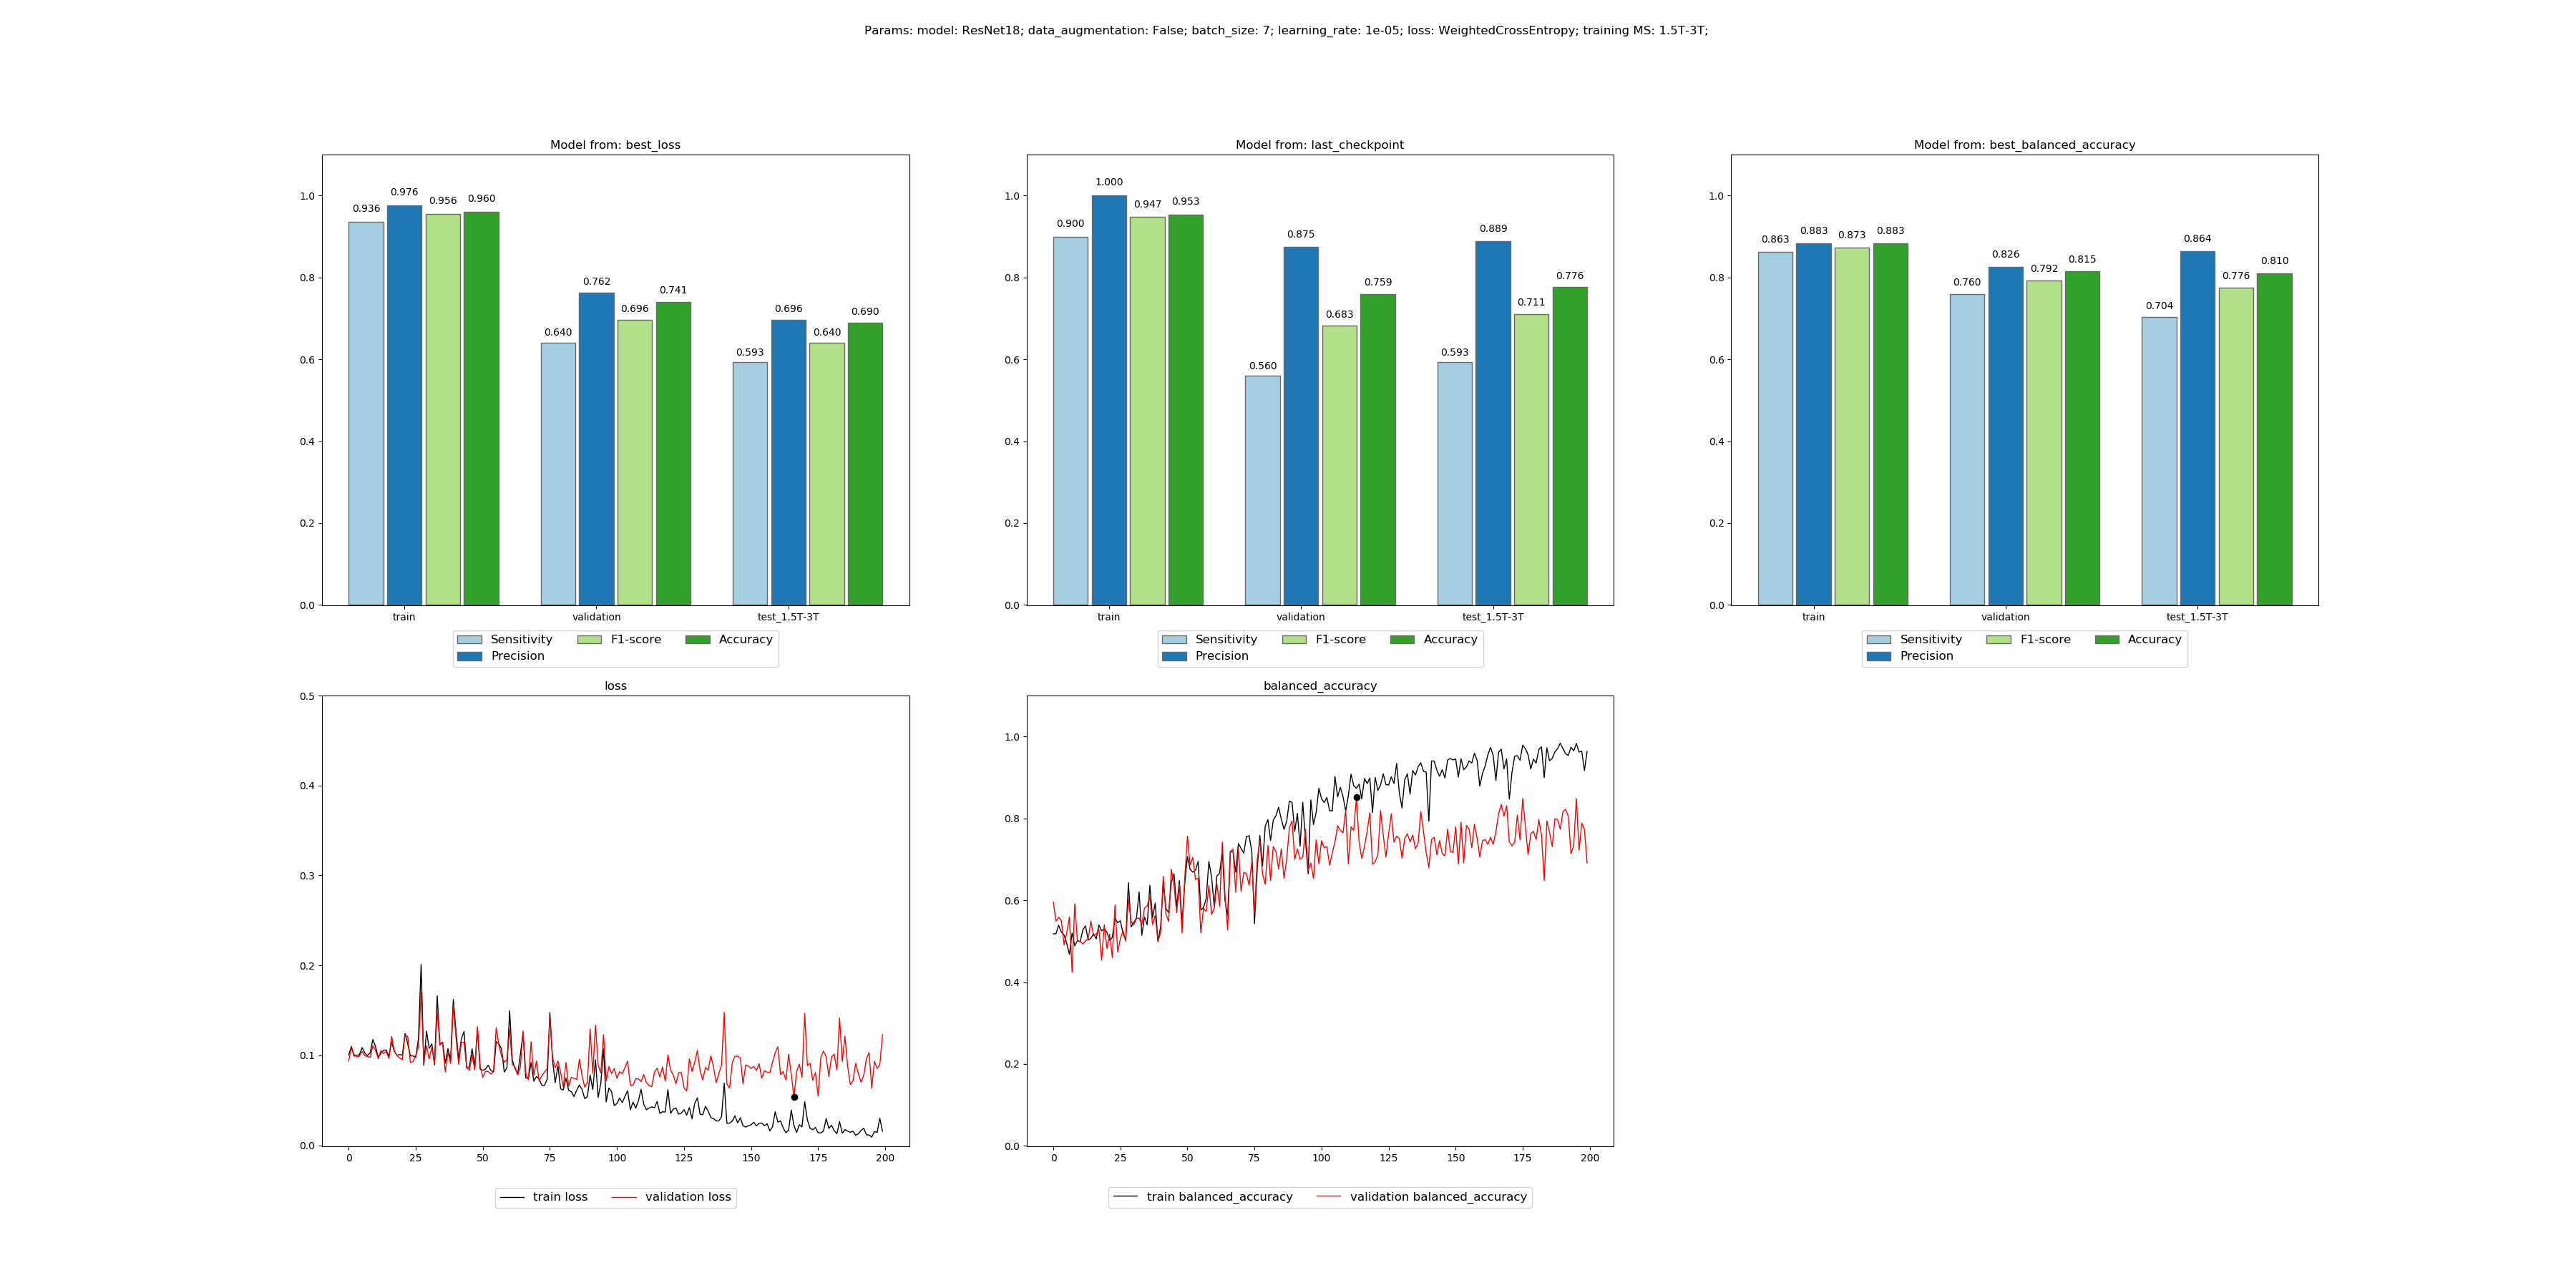 Params: model: ResNet18; data_augmentation: False; batch_size: 7; learning_rate: 1e-05; loss: WeightedCrossEntropy; training MS: 1.5T-3T;
Model from: best_loss
1.0
0.8
0.6
0.4
0.2
0.0
0.936
0.976
0.956
0.960
0.640
0.762
0.696
0.741
0.593
0.696
0.640
0.690
train
validation
test_1.5T-3T
Sensitivity
F1-score
Accuracy
Precision
Model from: last_checkpoint
1.0
0.8
0.6
0.4
0.2
0.0
0.900
1.000
0.947
0.953
0.560
0.875
0.683
0.759
0.593
0.889
0.711
0.776
train
validation
test_1.5T-3T
Sensitivity
F1-score
Accuracy
Precision
Model from: best_balanced_accuracy
1.0
0.8
0.6
0.4
0.2
0.0
0.863
0.883
0.873
0.883
0.760
0.826
0.792
0.815
0.704
0.864
0.776
0.810
train
validation
test_1.5T-3T
Sensitivity
F1-score
Accuracy
Precision
loss
0.5
0.4
0.3
0.2
0.1
0.0
0 25 50 75 100 125 150 175 200
train loss
validation loss
balanced_accuracy
1.0
0.8
0.6
0.4
0.2
0.0
0 25 50 75 100 125 150 175 200
train balanced_accuracy
validation balanced_accuracy